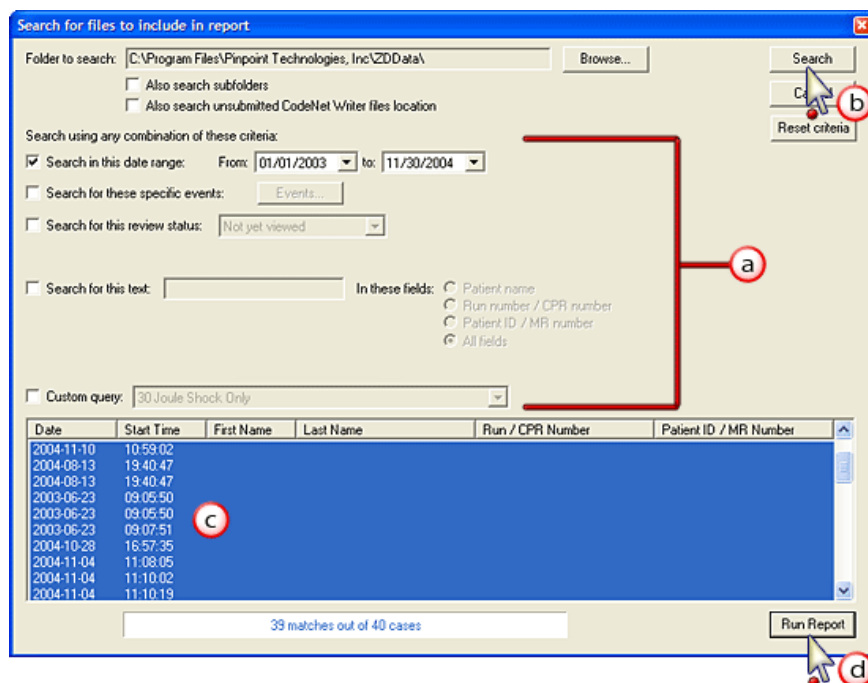 Search for files to include in report
Folder to search: C:\Program Files\Pinpoint Technologies, Inc\ZDData\ Browse... Search
Also search subfolders
Also search unsubmitted CodeNet Writer files location
b
Reset criteria
Search using any combination of these criteria:
Search in this date range: From: 01/01/2003 to: 11/30/2004
Search for these specific events: Events...
Search for this review status: Not yet viewed
a
Search for this text: In these fields: Patient name
Run number / CPR number
Patient ID / MR number
All fields
Custom query: 30 Joule Shock Only
Date Start Time First Name Last Name Run / CPR Number Patient ID / MR Number
2004-11-10 10:59:02
2004-08-13 19:40:47
2004-08-13 19:40:47
2003-06-23 09:05:50
2003-06-23 09:05:50
2003-06-23 09:07:51
c
2004-10-28 16:57:35
2004-11-04 11:08:05
2004-11-04 11:10:02
2004-11-04 11:10:19
39 matches out of 40 cases Run Report
d